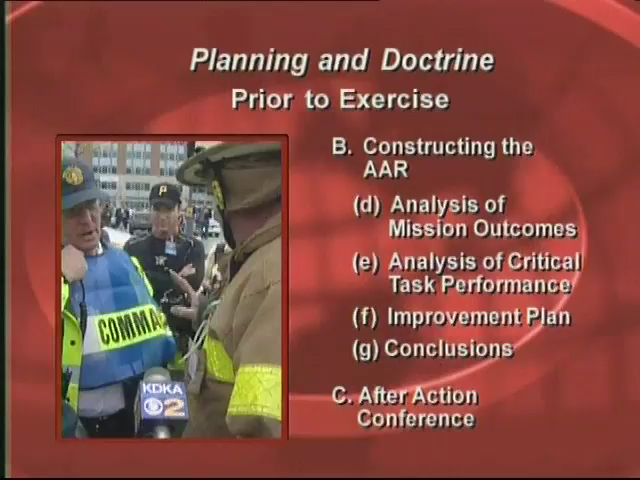 Planning and Doctrine
Prior to Exercise
B. Constructing the
AAR
(d) Analysis of
Mission Outcomes
(e) Analysis of Critical
Task Performance
(f) Improvement Plan
(g) Conclusions
C. After Action
Conference
P
COMMA
KDKA
2